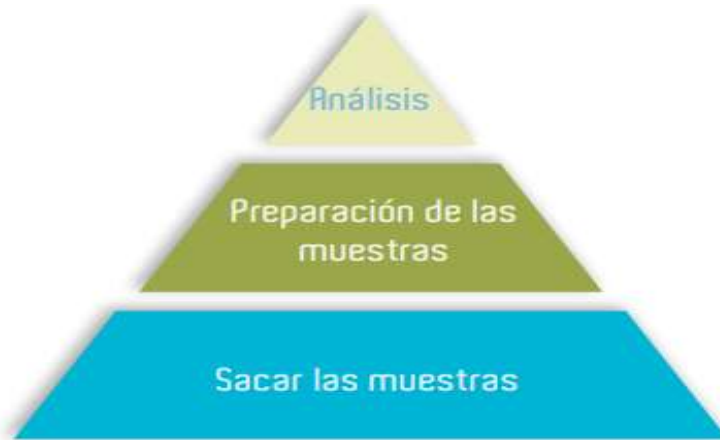 Análisis
Preparación de las
muestras
Sacar las muestras